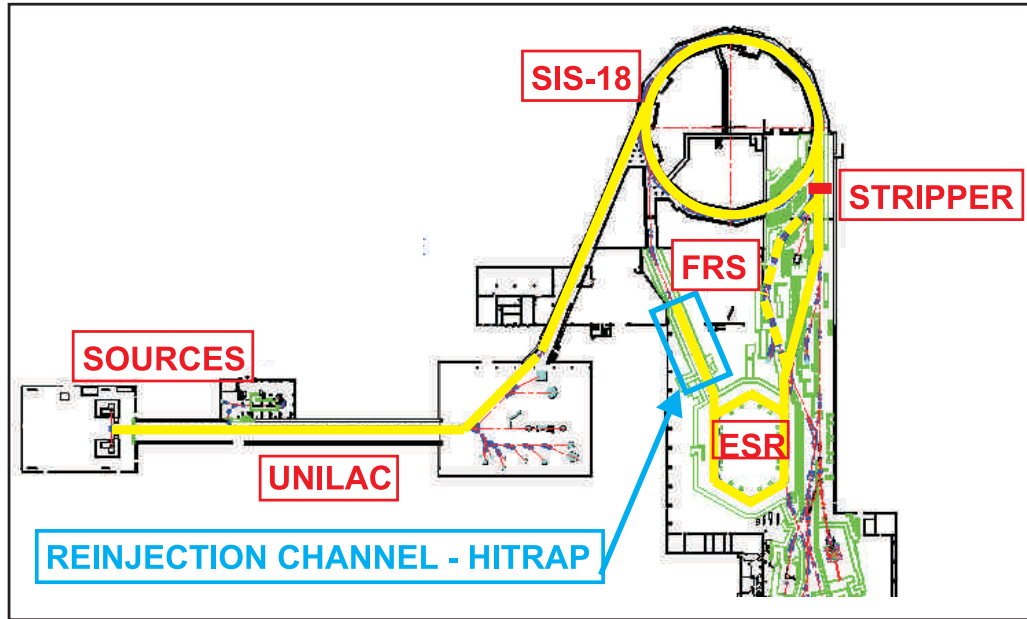 SIS-18
STRIPPER
FRS
SOURCES
ESR
UNILAC
REINJECTION CHANNEL - HITRAP